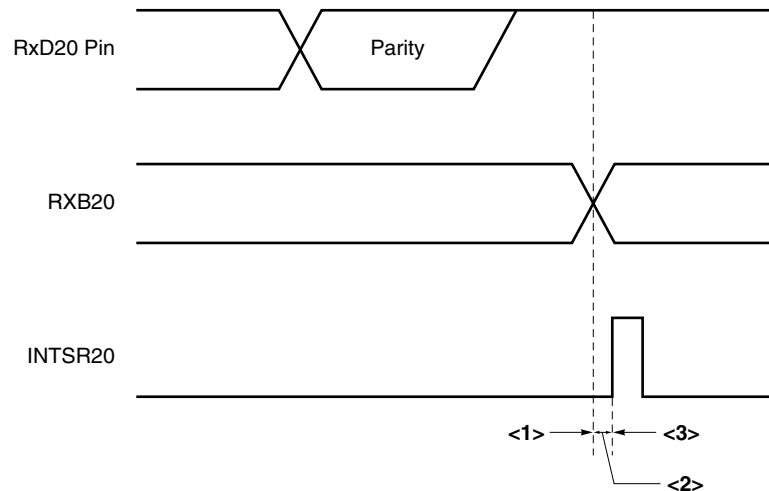 RxD20 Pin
Parity
RXB20
INTSR20
<1>
<3>
<2>